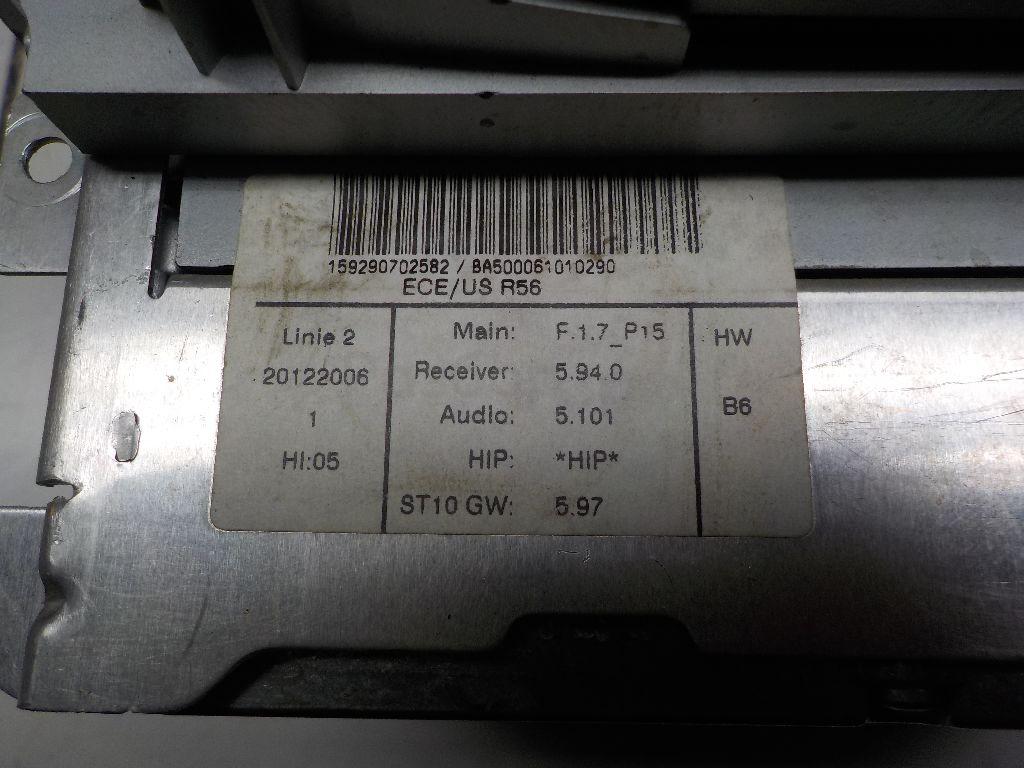 159290702582 / BA500061010290
ECE/US R56
Linie 2
20122006
1
HI:05
Main: F.1.7_P15
Receiver: 5.94.0
Audio: 5.101
HIP: *HIP*
ST10 GW: 5.97
HW
B6